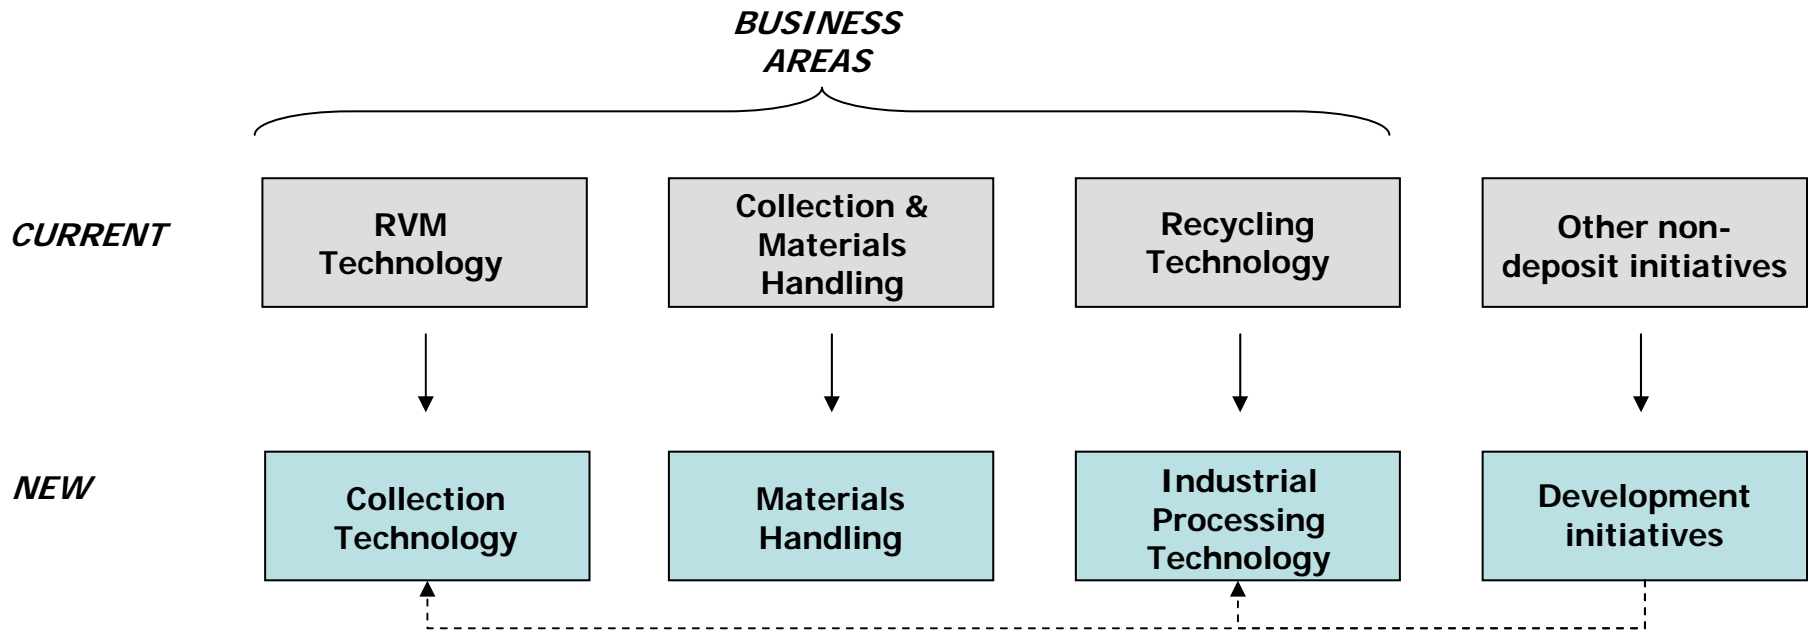 BUSINESS
AREAS
CURRENT
RVM
Technology
Collection &
Materials
Handling
Recycling
Technology
Other non-
deposit initiatives
NEW
Collection
Technology
Materials
Handling
Industrial
Processing
Technology
Development
initiatives